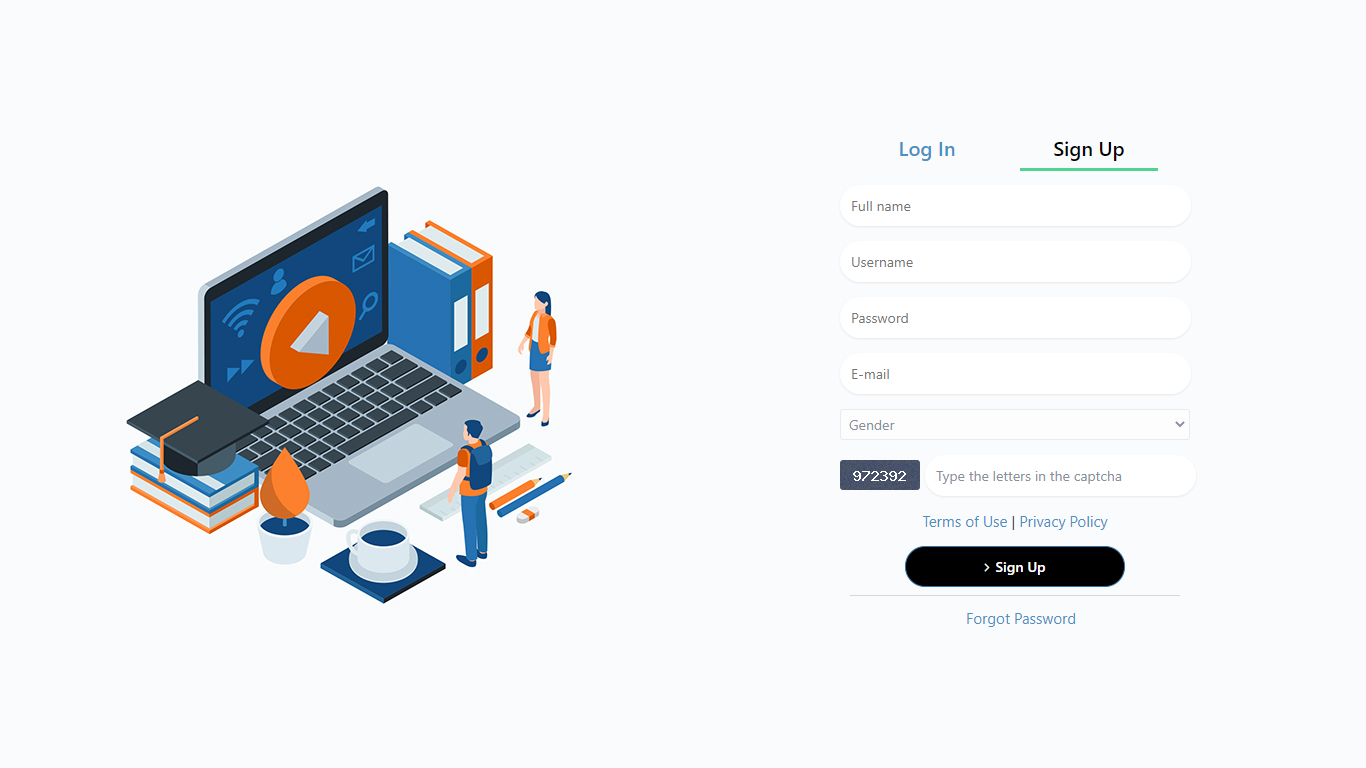 Log In
Sign Up
Full name
Username
Password
E-mail
Gender
972392
Type the letters in the captcha
Terms of Use | Privacy Policy
Sign Up
Forgot Password